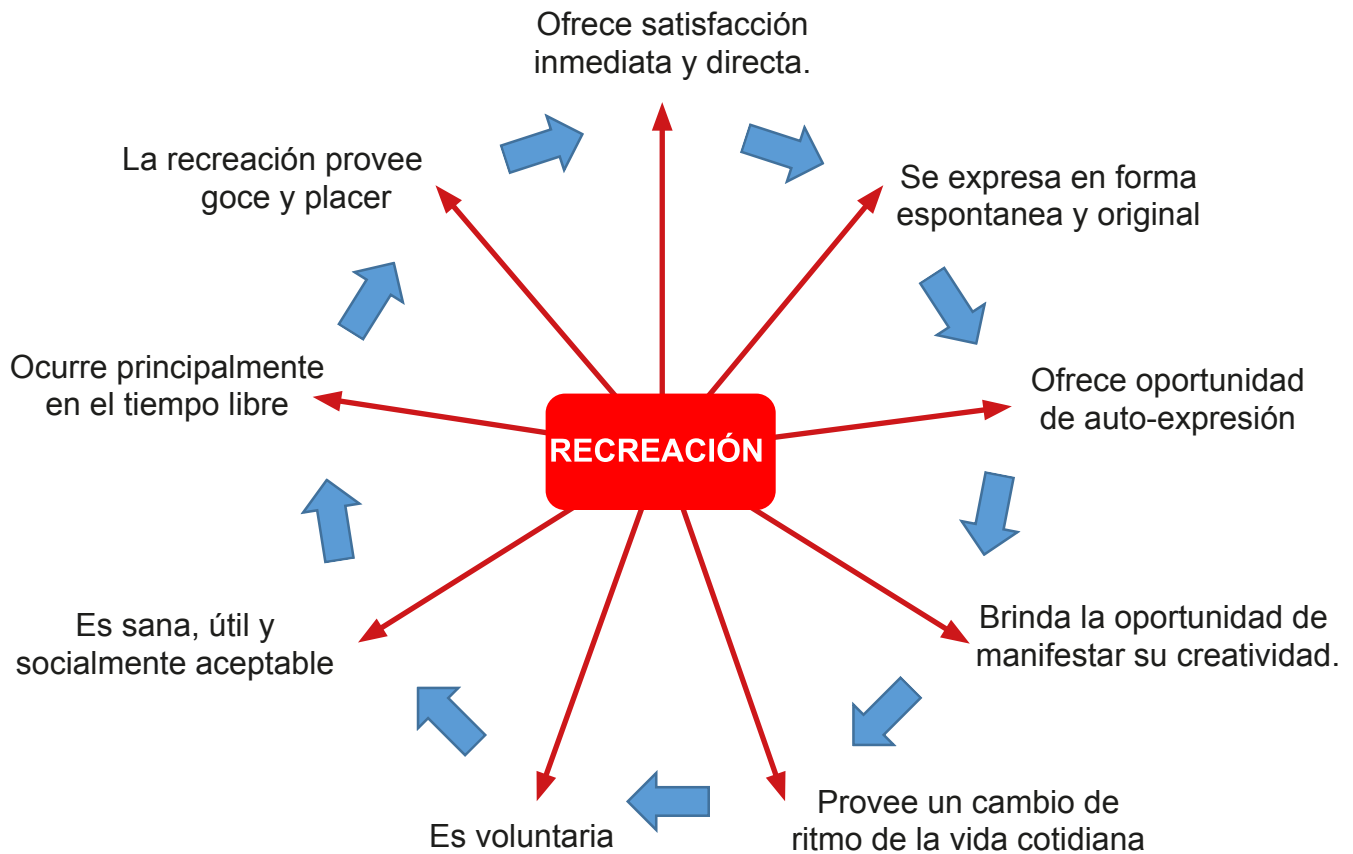 Ofrece satisfacción
inmediata y directa.
Se expresa en forma
espontanea y original
Ofrece oportunidad
de auto-expresión
Brinda la oportunidad de
manifestar su creatividad.
Provee un cambio de
ritmo de la vida cotidiana
Es voluntaria
Es sana, útil y
socialmente aceptable
Ocurre principalmente
en el tiempo libre
La recreación provee
goce y placer
RECREACIÓN